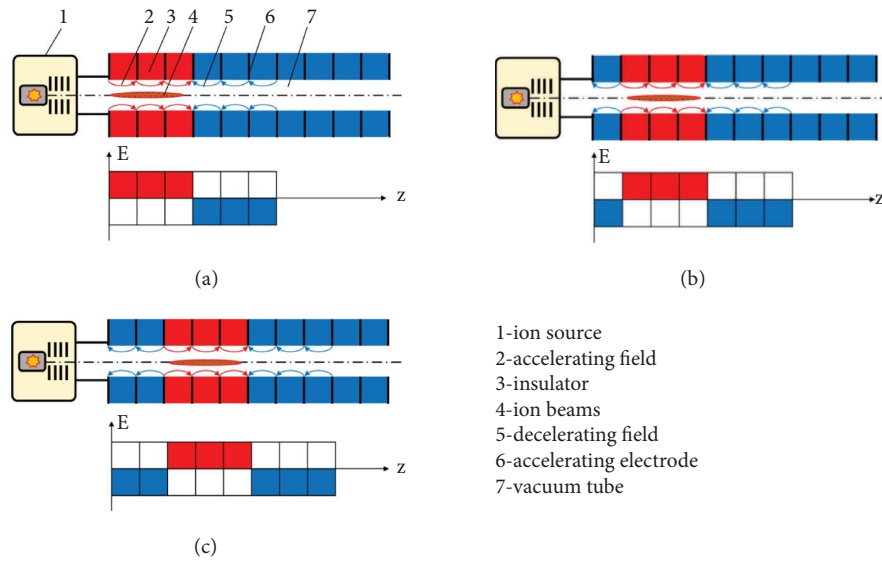 1 2 3 4 5 6 7
E
z
(a)
E
z
(b)
E
z
(c)
1-ion source
2-accelerating field
3-insulator
4-ion beams
5-decelerating field
6-accelerating electrode
7-vacuum tube